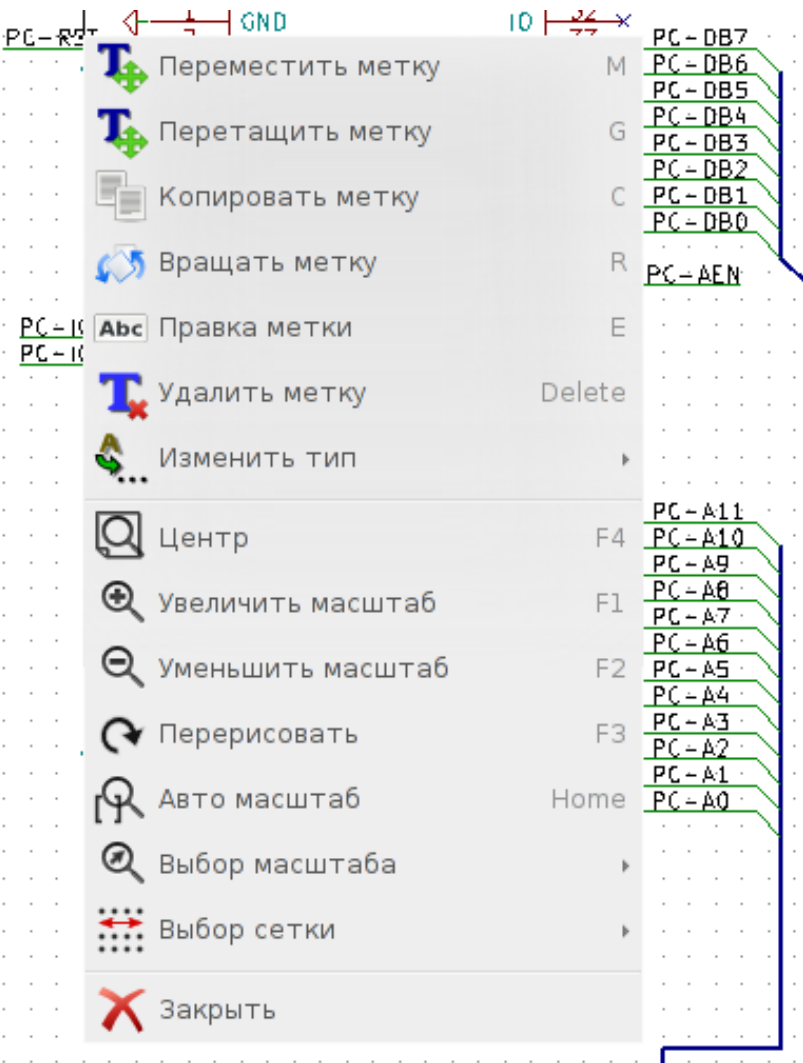 GND
IO
PC-RST
PC-DB7
PC-DB6
PC-DB5
PC-DB4
PC-DB3
PC-DB2
PC-DB1
PC-DB0
PC-AEN
Переместить метку M
Перетащить метку G
Копировать метку C
Вращать метку R
Abc Правка метки E
Удалить метку Delete
Изменить тип
Центр F4
Увеличить масштаб F1
Уменьшить масштаб F2
Перерисовать F3
Авто масштаб Home
Выбор масштаба
Выбор сетки
Закрыть
PC-A11
PC-A10
PC-A9
PC-A8
PC-A7
PC-A6
PC-A5
PC-A4
PC-A3
PC-A2
PC-A1
PC-A0